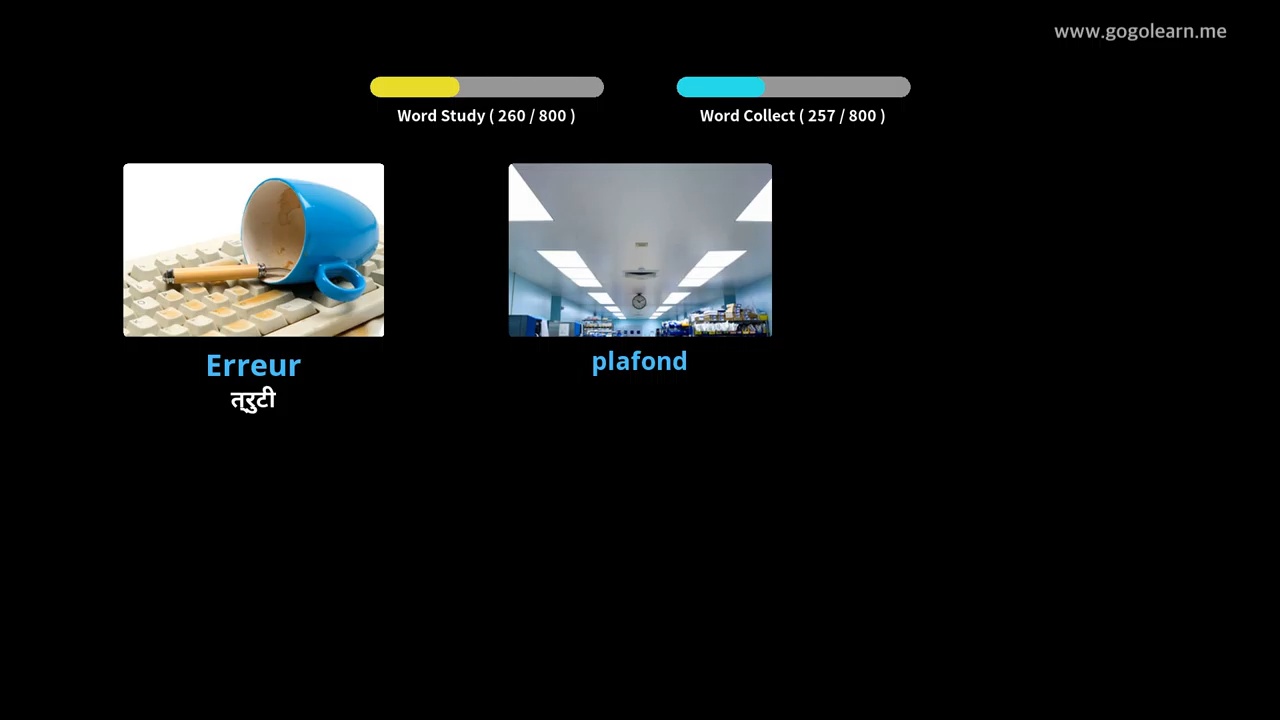 www.gogolearn.me
Word Study ( 260 / 800 )
Word Collect ( 257 / 800 )
Erreur
त्रुटी
plafond